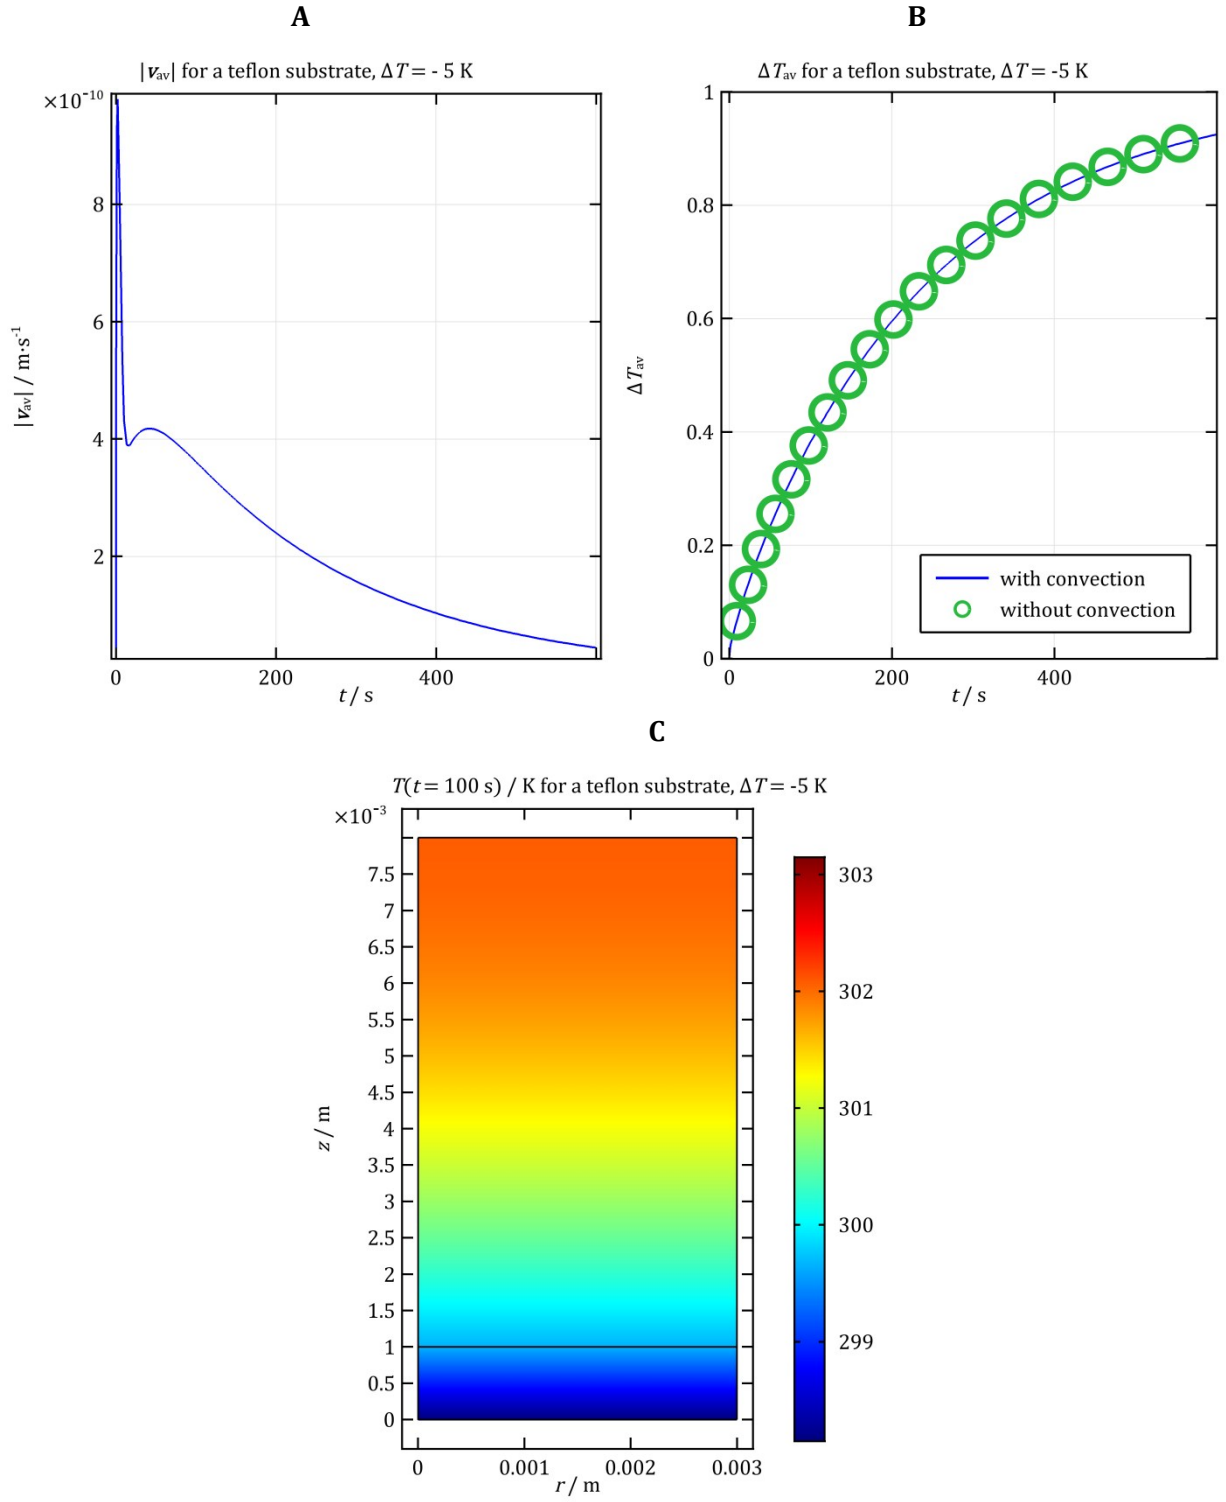 A
|v_av| for a teflon substrate, ΔT = - 5 K
×10⁻¹⁰
8
6
4
2
|v_av| / m·s⁻¹
0 200 400
t / s
B
ΔT_av for a teflon substrate, ΔT = -5 K
1
0.8
0.6
0.4
0.2
0
ΔT_av
with convection
without convection
0 200 400
t / s
C
T(t = 100 s) / K for a teflon substrate, ΔT = -5 K
×10⁻³
7.5
7
6.5
6
5.5
5
4.5
4
3.5
3
2.5
2
1.5
1
0.5
0
z / m
0 0.001 0.002 0.003
r / m
303
302
301
300
299